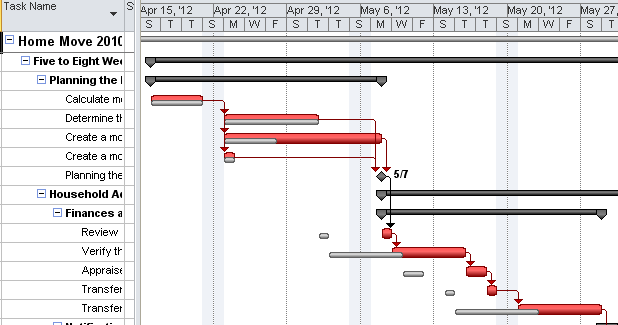 Task Name
S
Apr 15, '12 Apr 22, '12 Apr 29, '12 May 6, '12 May 13, '12 May 20, '12 May 27,
S T T S M W F S T T S M W F S T T S M W F S T T
Home Move 2010
Five to Eight Wee
Planning the
Calculate mo
Determine th
Create a mo
Create a mo
Planning the
5/7
Household Ac
Finances a
Review
Verify th
Appraise
Transfer
Transfer